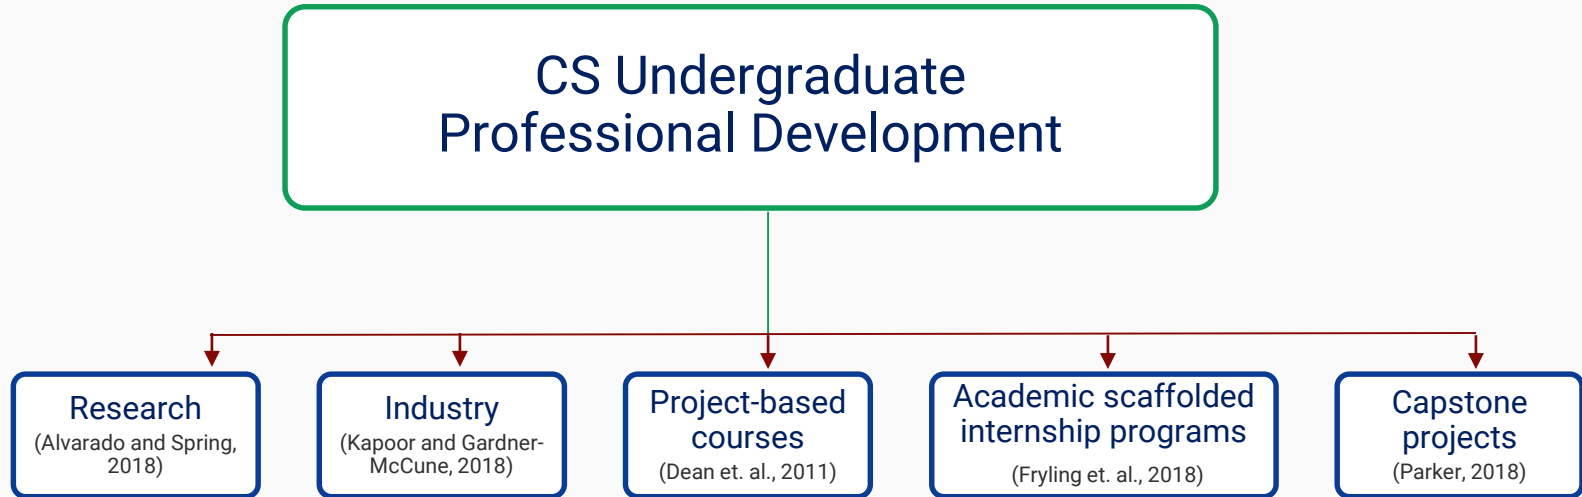 CS Undergraduate
Professional Development
Research
(Alvarado and Spring,
2018)
Industry
(Kapoor and Gardner-
McCune, 2018)
Project-based
courses
(Dean et. al., 2011)
Academic scaffolded
internship programs
(Fryling et. al., 2018)
Capstone
projects
(Parker, 2018)